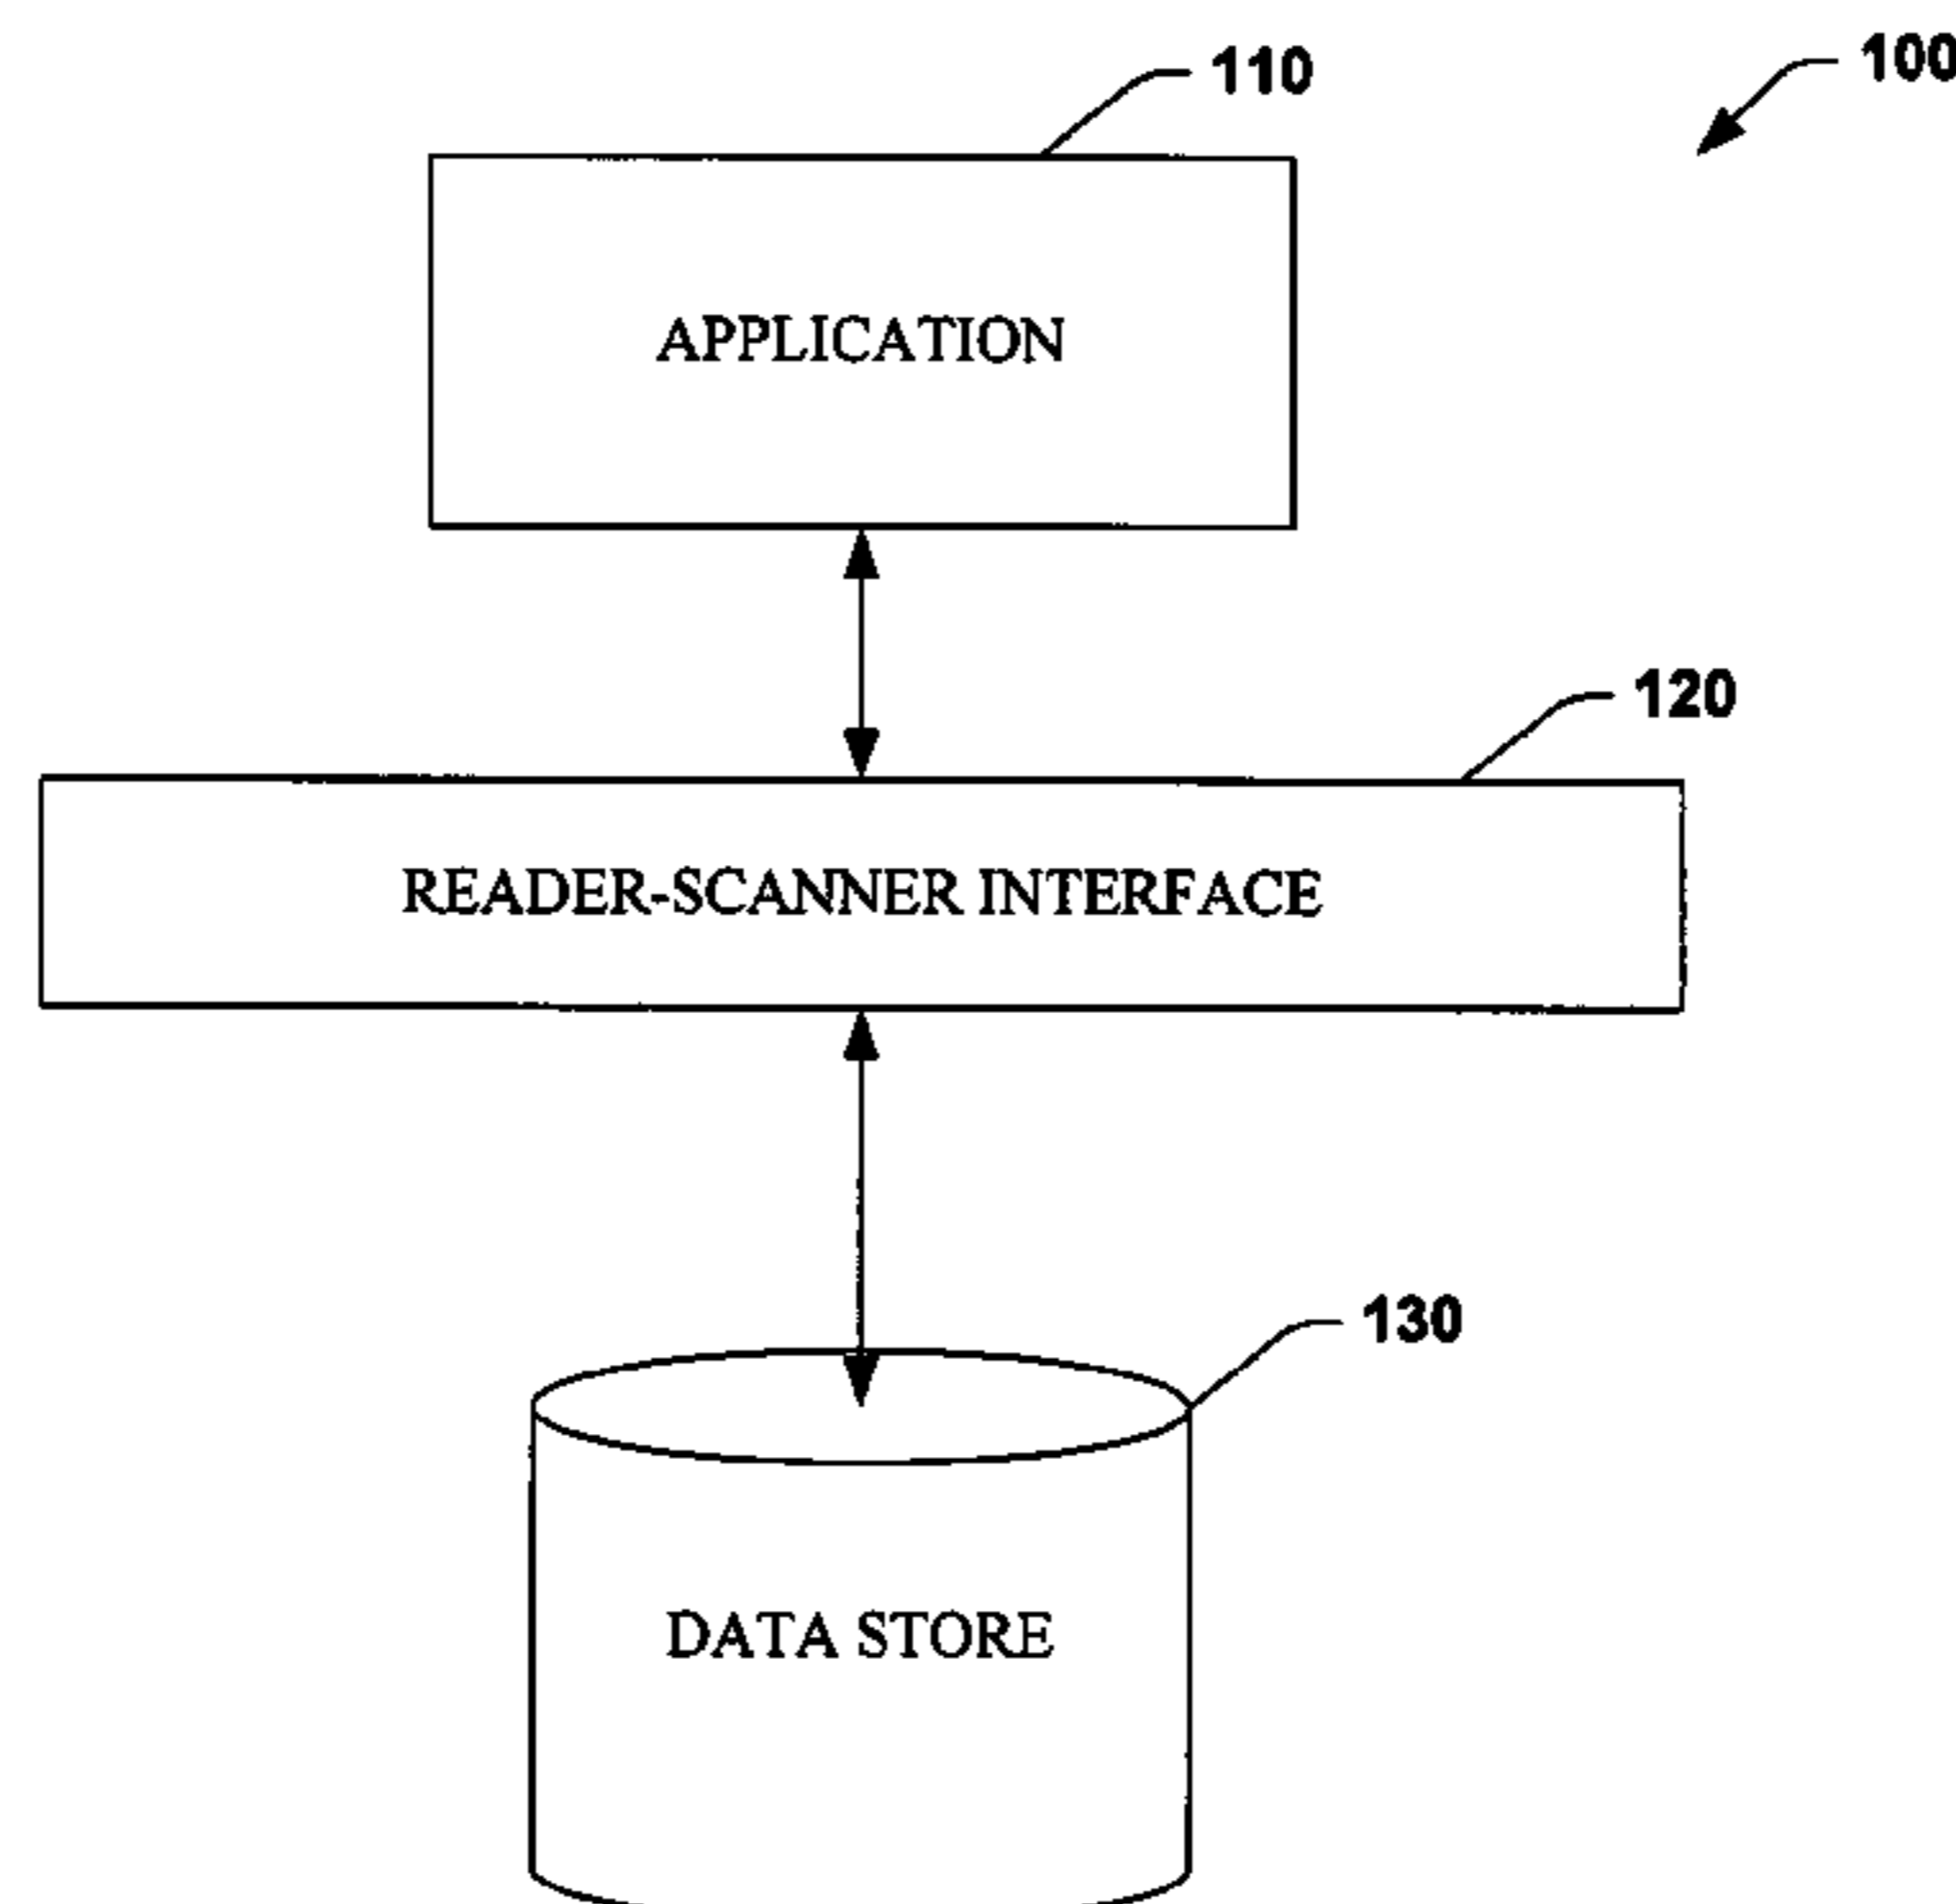 110
100
APPLICATION
120
READER-SCANNER INTERFACE
130
DATA STORE